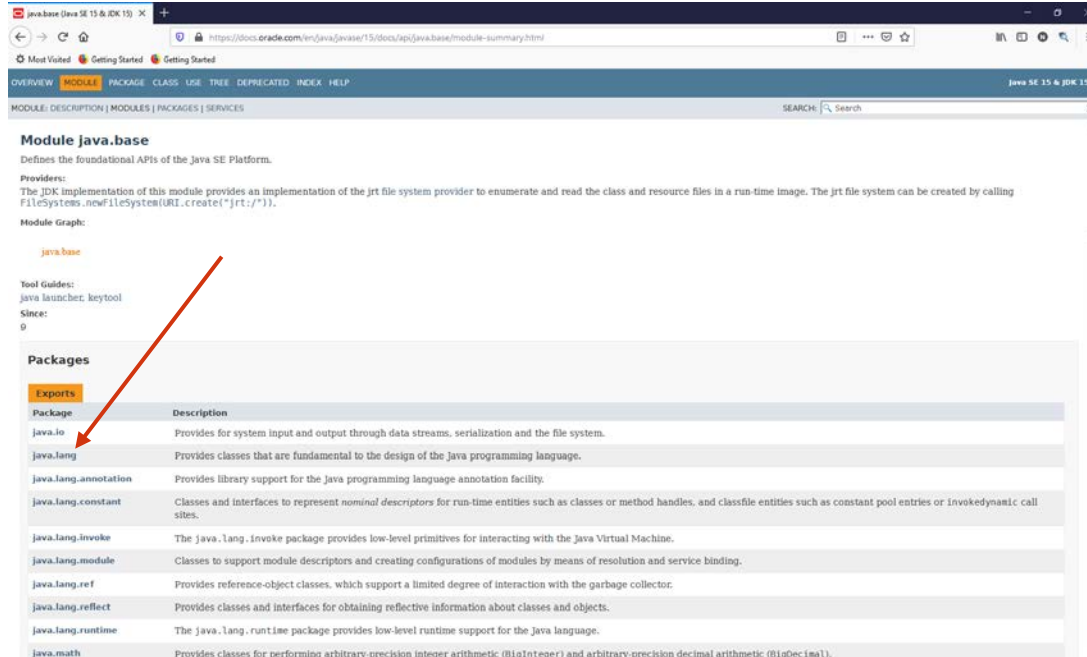 java.base (Java SE 15 & JDK 15)
https://docs.oracle.com/en/java/javase/15/docs/api/java.base/module-summary.html
Most Visited Getting Started Getting Started
OVERVIEW MODULE PACKAGE CLASS USE TREE DEPRECATED INDEX HELP
Java SE 15 & JDK 15
MODULE: DESCRIPTION | MODULES | PACKAGES | SERVICES
SEARCH: Search
Module java.base
Defines the foundational APIs of the Java SE Platform.
Providers:
The JDK implementation of this module provides an implementation of the jrt file system provider to enumerate and read the class and resource files in a run-time image. The jrt file system can be created by calling
FileSystems.newFileSystem(URI.create("jrt:/")).
Module Graph:
java.base
Tool Guides:
java launcher, keytool
Since:
9
Packages
Exports
Package Description
java.io Provides for system input and output through data streams, serialization and the file system.
java.lang Provides classes that are fundamental to the design of the Java programming language.
java.lang.annotation Provides library support for the Java programming language annotation facility.
java.lang.constant Classes and interfaces to represent nominal descriptors for run-time entities such as classes or method handles, and classfile entities such as constant pool entries or invokedynamic call
sites.
java.lang.invoke The java.lang.invoke package provides low-level primitives for interacting with the Java Virtual Machine.
java.lang.module Classes to support module descriptors and creating configurations of modules by means of resolution and service binding.
java.lang.ref Provides reference-object classes, which support a limited degree of interaction with the garbage collector.
java.lang.reflect Provides classes and interfaces for obtaining reflective information about classes and objects.
java.lang.runtime The java.lang.runtime package provides low-level runtime support for the Java language.
java.math Provides classes for performing arbitrary-precision integer arithmetic (BigInteger) and arbitrary-precision decimal arithmetic (BigDecimal).